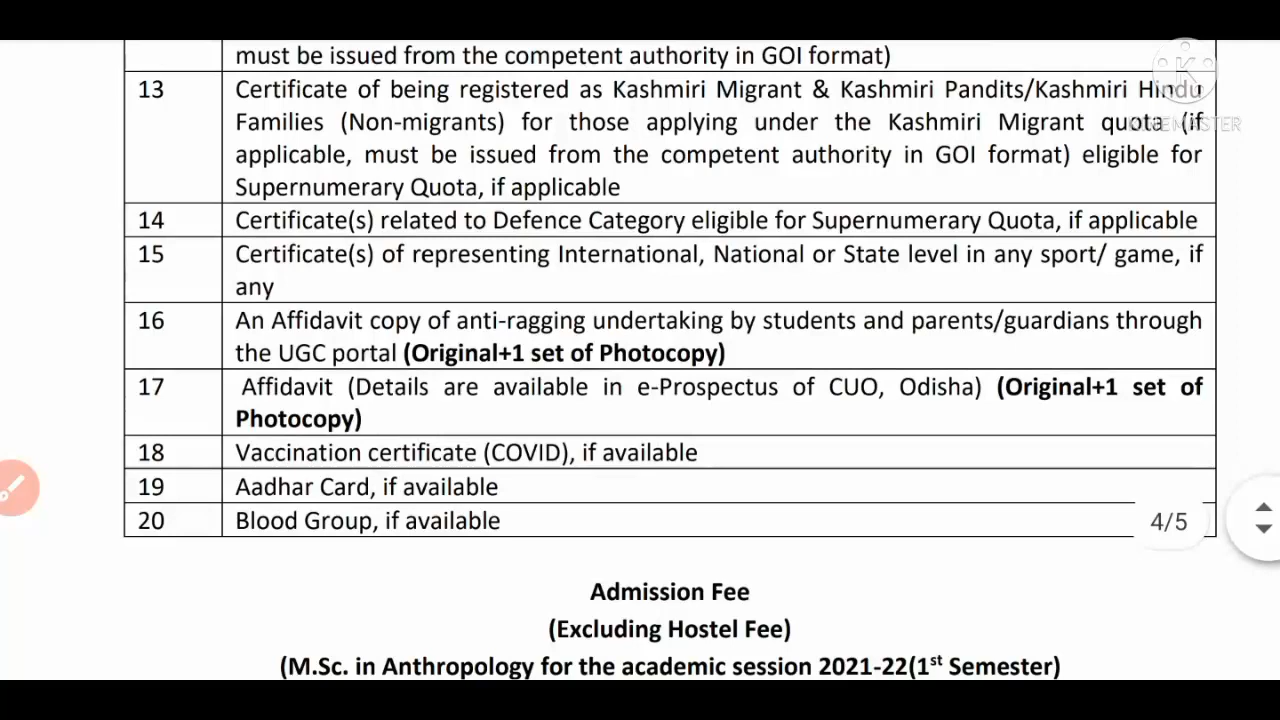 must be issued from the competent authority in GOI format)
13 Certificate of being registered as Kashmiri Migrant & Kashmiri Pandits/Kashmiri Hindu
Families (Non-migrants) for those applying under the Kashmiri Migrant quota (if
applicable, must be issued from the competent authority in GOI format) eligible for
Supernumerary Quota, if applicable
14 Certificate(s) related to Defence Category eligible for Supernumerary Quota, if applicable
15 Certificate(s) of representing International, National or State level in any sport/ game, if
any
16 An Affidavit copy of anti-ragging undertaking by students and parents/guardians through
the UGC portal (Original+1 set of Photocopy)
17 Affidavit (Details are available in e-Prospectus of CUO, Odisha) (Original+1 set of
Photocopy)
18 Vaccination certificate (COVID), if available
19 Aadhar Card, if available
20 Blood Group, if available
4/5
Admission Fee
(Excluding Hostel Fee)
(M.Sc. in Anthropology for the academic session 2021-22(1st Semester)
K
KINEMASTER